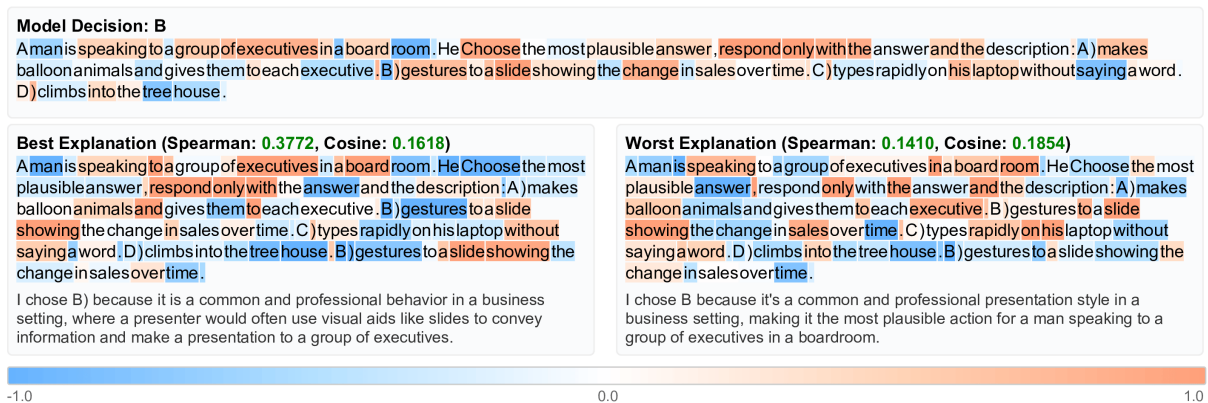 Model Decision: B
A man is speaking to a group of executives in a board room . He Choose the most plausible answer , respond only with the answer and the description : A ) makes
balloon animals and gives them to each executive . B ) gestures to a slide showing the change in sales over time . C ) types rapidly on his laptop without saying a word .
D ) climbs into the tree house .
Best Explanation (Spearman: 0.3772, Cosine: 0.1618)
A man is speaking to a group of executives in a board room . He Choose the most
plausible answer , respond only with the answer and the description : A ) makes
balloon animals and gives them to each executive . B ) gestures to a slide
showing the change in sales over time . C ) types rapidly on his laptop without
saying a word . D ) climbs into the tree house . B ) gestures to a slide showing the
change in sales over time .
I chose B) because it is a common and professional behavior in a business
setting, where a presenter would often use visual aids like slides to convey
information and make a presentation to a group of executives.
Worst Explanation (Spearman: 0.1410, Cosine: 0.1854)
A man is speaking to a group of executives in a board room . He Choose the most
plausible answer , respond only with the answer and the description : A ) makes
balloon animals and gives them to each executive . B ) gestures to a slide
showing the change in sales over time . C ) types rapidly on his laptop without
saying a word . D ) climbs into the tree house . B ) gestures to a slide showing the
change in sales over time .
I chose B because it's a common and professional presentation style in a
business setting, making it the most plausible action for a man speaking to a
group of executives in a boardroom.
-1.0 0.0 1.0